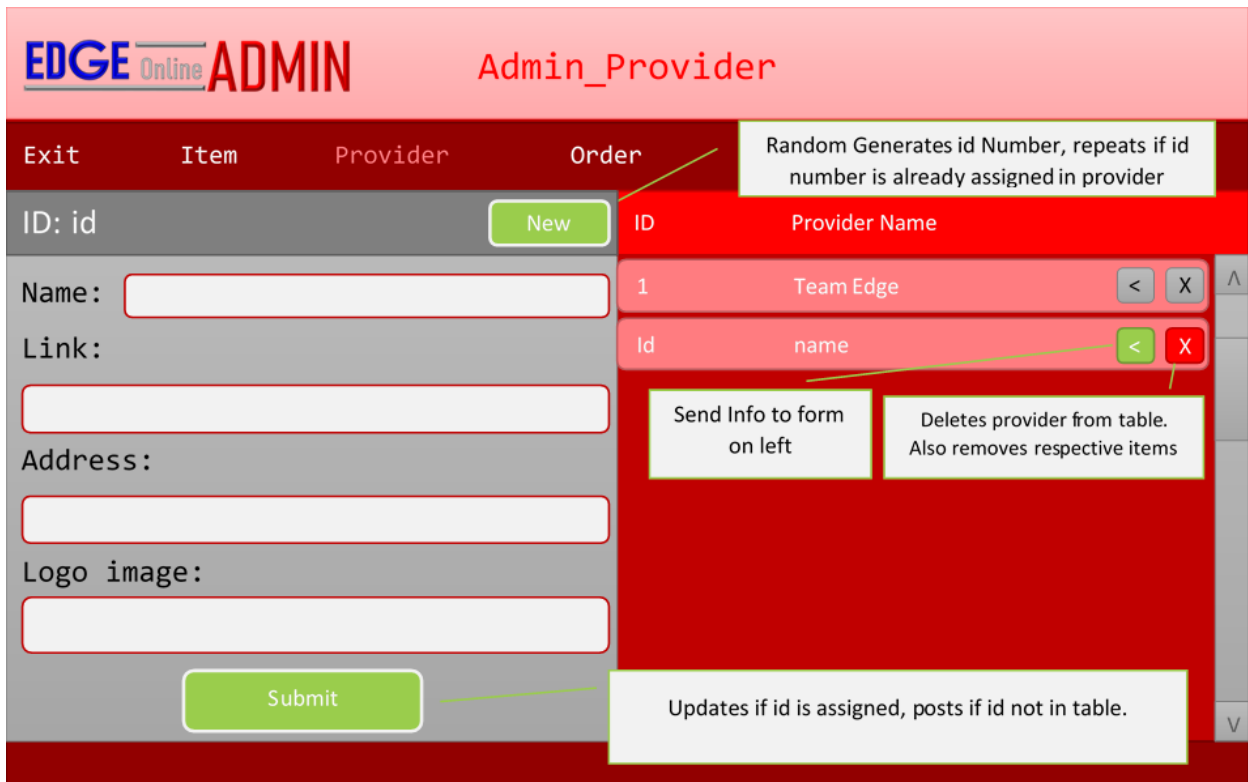 EDGE Online ADMIN
Admin_Provider
Exit Item Provider Order
Random Generates id Number, repeats if id
number is already assigned in provider
ID: id
New
ID Provider Name
Name:
1 Team Edge < X
Link:
Id name < X
Send Info to form
on left
Deletes provider from table.
Also removes respective items
Address:
Logo image:
Submit
Updates if id is assigned, posts if id not in table.